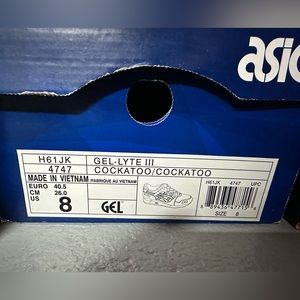 asic
H61JK GEL-LYTE III
4747 COCKATOO/COCKATOO
MADE IN VIETNAM FABRIQUE AU VIETNAM
EURO 40.5
CM 26.0
US 8
GEL
H61JK 4747 UPC
SIZE 8